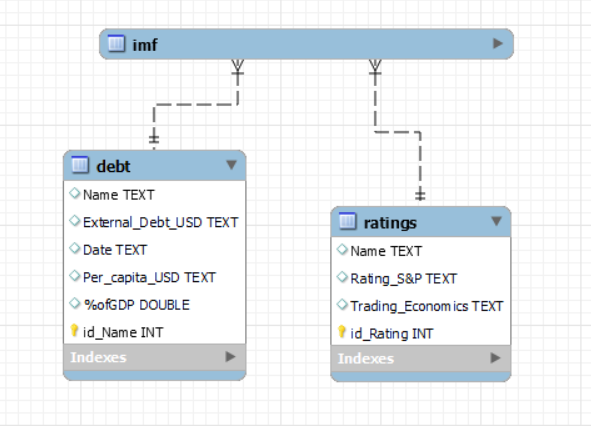 imf
debt
Name TEXT
External_Debt_USD TEXT
Date TEXT
Per_capita_USD TEXT
%ofGDP DOUBLE
id_Name INT
Indexes
ratings
Name TEXT
Rating_S&P TEXT
Trading_Economics TEXT
id_Rating INT
Indexes